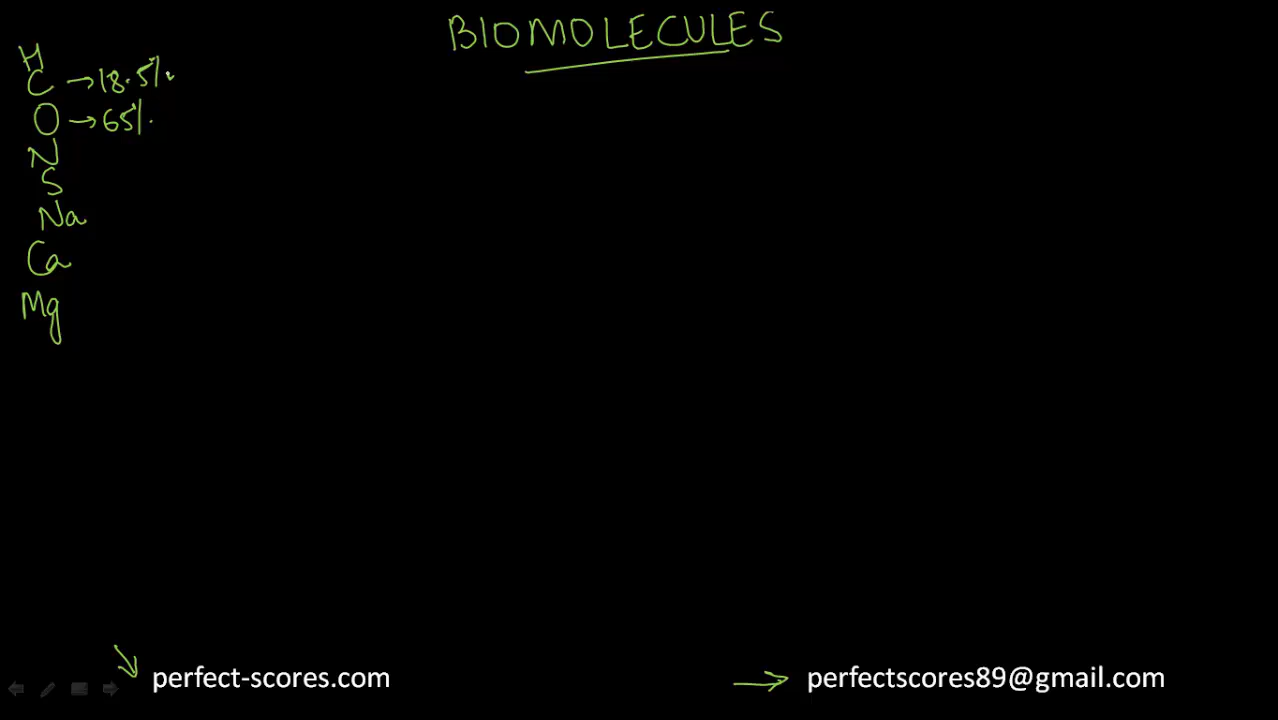 BIOMOLECULES
H
C → 18.5%
O → 65%
N
S
Na
Ca
Mg
perfect-scores.com
perfectscores89@gmail.com